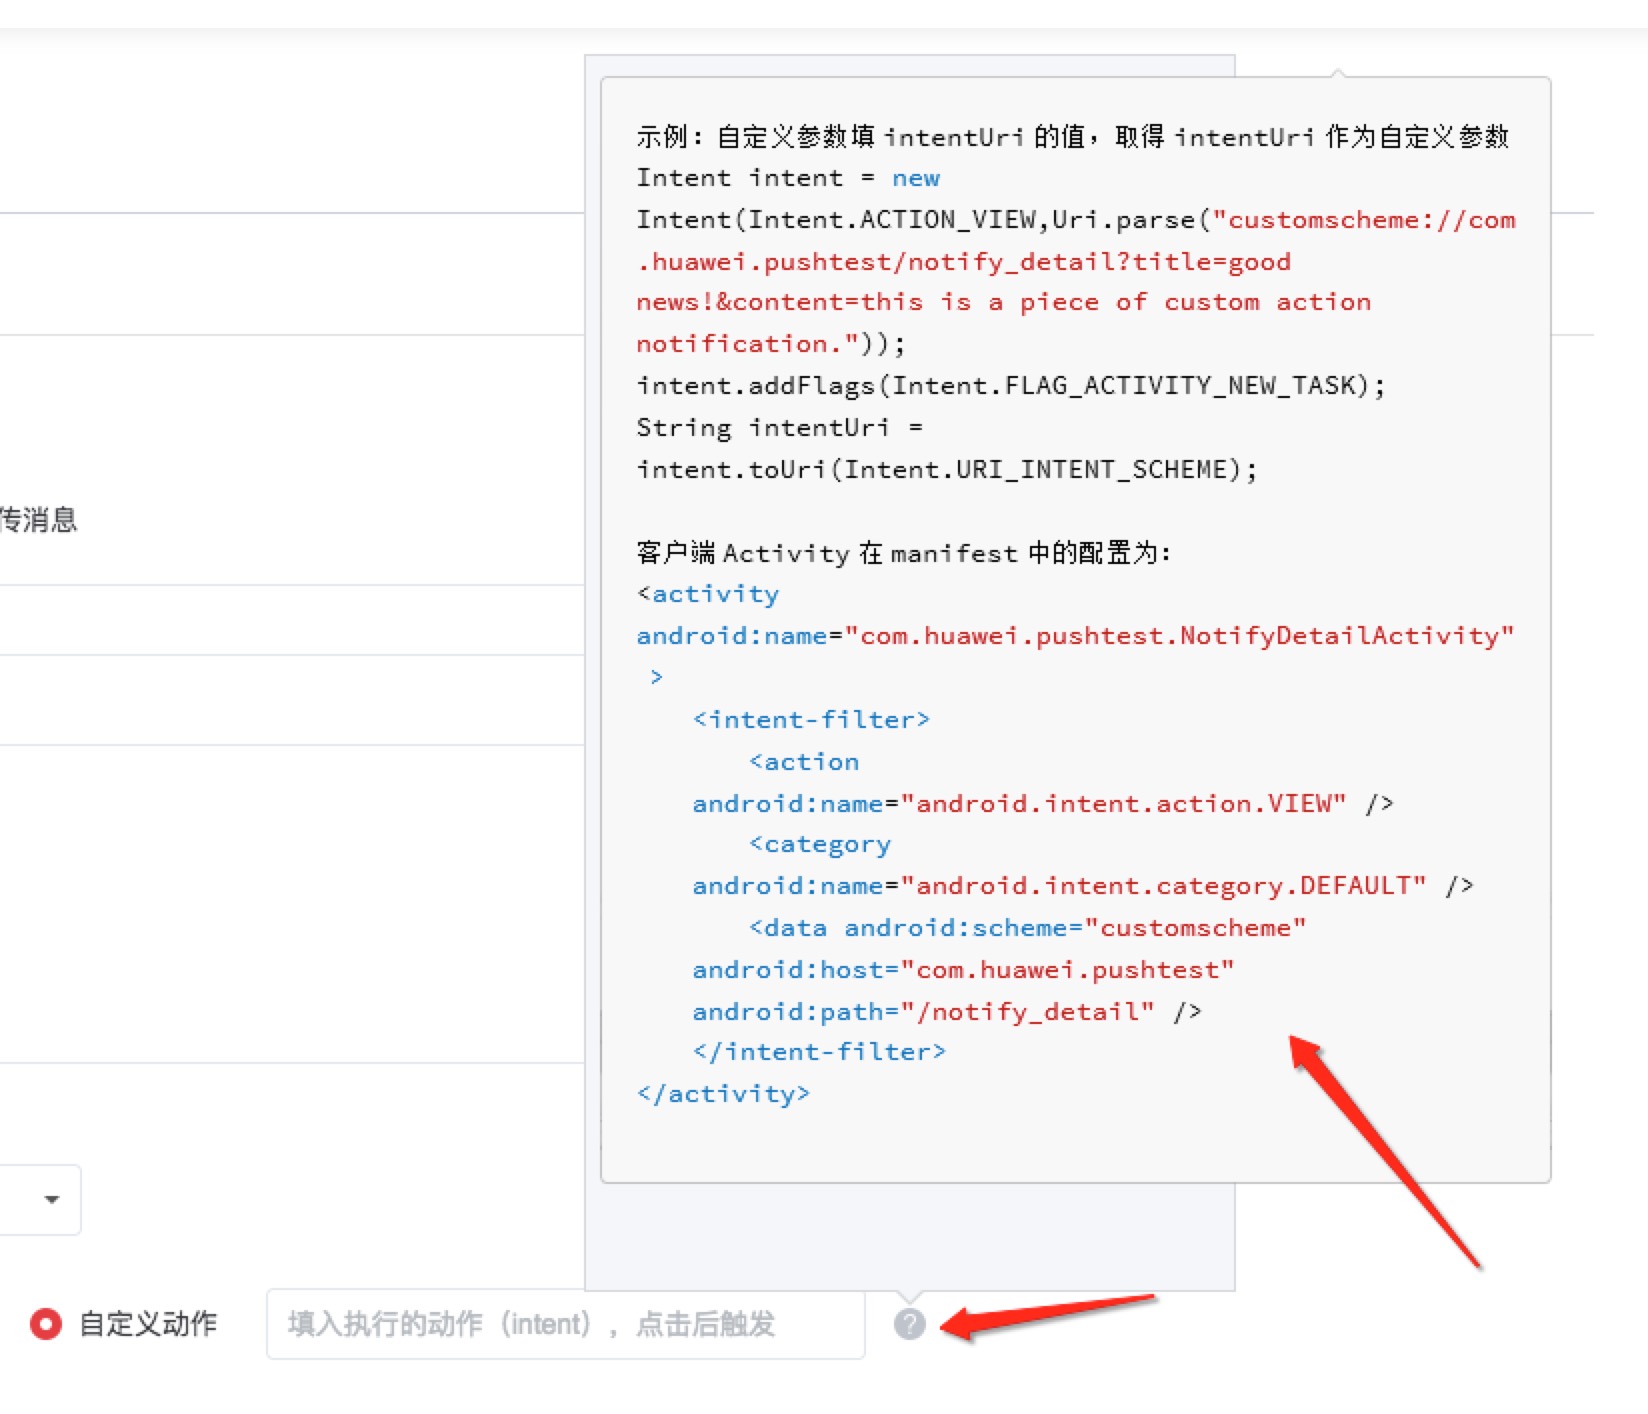 示例：自定义参数填 intentUri 的值，取得 intentUri 作为自定义参数
Intent intent = new
Intent(Intent.ACTION_VIEW,Uri.parse("customscheme://com
.huawei.pushtest/notify_detail?title=good
news!&content=this is a piece of custom action
notification."));
intent.addFlags(Intent.FLAG_ACTIVITY_NEW_TASK);
String intentUri =
intent.toUri(Intent.URI_INTENT_SCHEME);
传消息
客户端 Activity 在 manifest 中的配置为：
<activity
android:name="com.huawei.pushtest.NotifyDetailActivity"
>
<intent-filter>
<action
android:name="android.intent.action.VIEW" />
<category
android:name="android.intent.category.DEFAULT" />
<data android:scheme="customscheme"
android:host="com.huawei.pushtest"
android:path="/notify_detail" />
</intent-filter>
</activity>
自定义动作 填入执行的动作（intent），点击后触发 ?